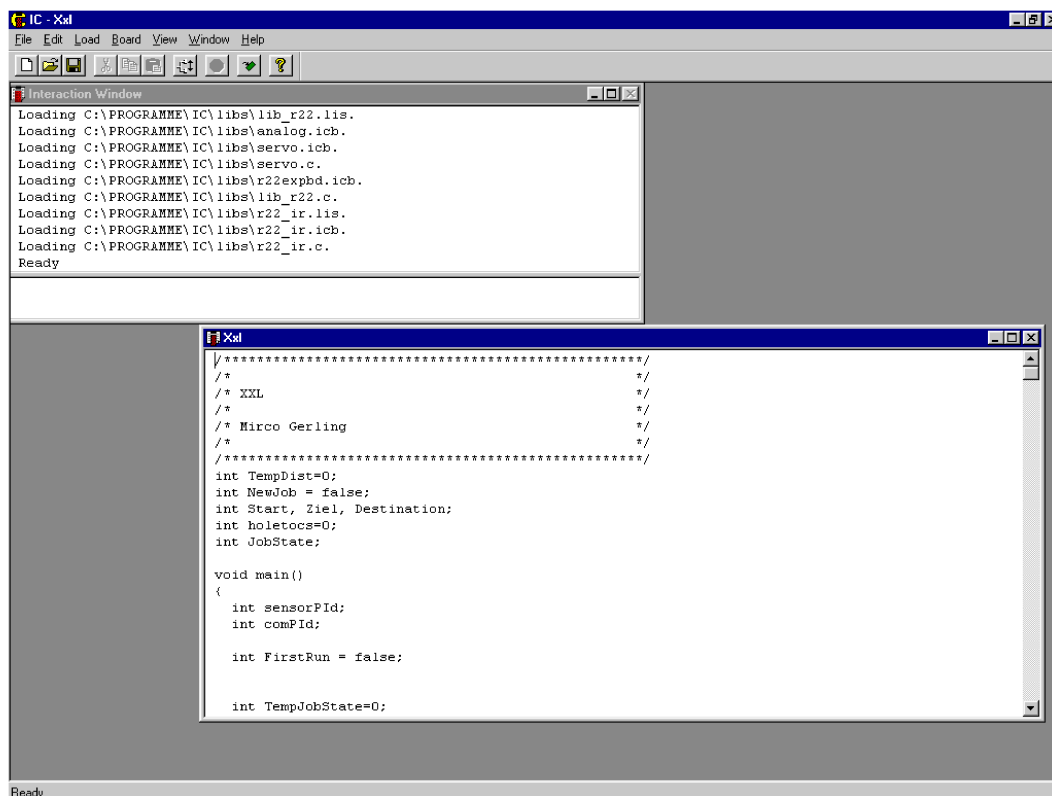 IC - Xxl
File Edit Load Board View Window Help
Interaction Window
Loading C:\PROGRAMME\IC\libs\lib_r22.lis.
Loading C:\PROGRAMME\IC\libs\analog.icb.
Loading C:\PROGRAMME\IC\libs\servo.icb.
Loading C:\PROGRAMME\IC\libs\servo.c.
Loading C:\PROGRAMME\IC\libs\r22expbd.icb.
Loading C:\PROGRAMME\IC\libs\lib_r22.c.
Loading C:\PROGRAMME\IC\libs\r22_ir.lis.
Loading C:\PROGRAMME\IC\libs\r22_ir.icb.
Loading C:\PROGRAMME\IC\libs\r22_ir.c.
Ready
Xxl
/***************************************************/
/* */
/* XXL */
/* */
/* Mirco Gerling */
/* */
/***************************************************/
int TempDist=0;
int NewJob = false;
int Start, Ziel, Destination;
int holetocs=0;
int JobState;
void main()
{
int sensorPId;
int comPId;
int FirstRun = false;
int TempJobState=0;
Ready